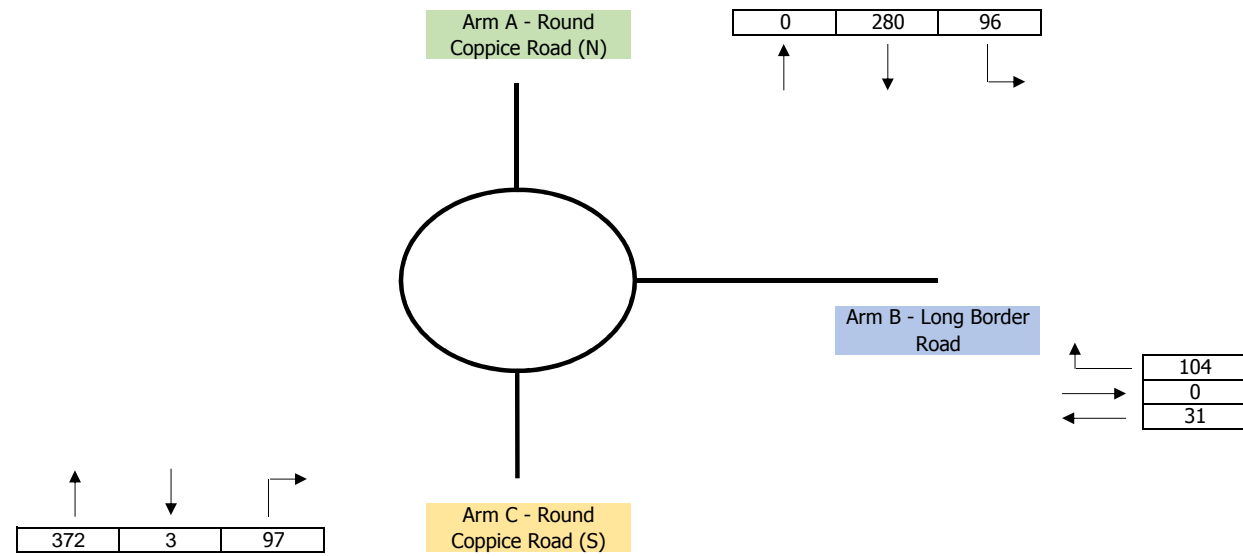 Arm A - Round
Coppice Road (N)
0 280 96
Arm B - Long Border
Road
104
0
31
372 3 97
Arm C - Round
Coppice Road (S)